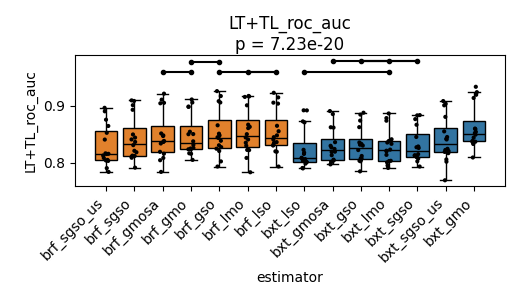 LT+TL_roc_auc
p = 7.23e-20
LT+TL_roc_auc
0.9
0.8
brf_sgso_us
brf_sgso
brf_gmosa
brf_gmo
brf_gso
brf_lmo
brf_lso
bxt_lso
bxt_gmosa
bxt_gso
bxt_lmo
bxt_sgso
bxt_sgso_us
bxt_gmo
estimator